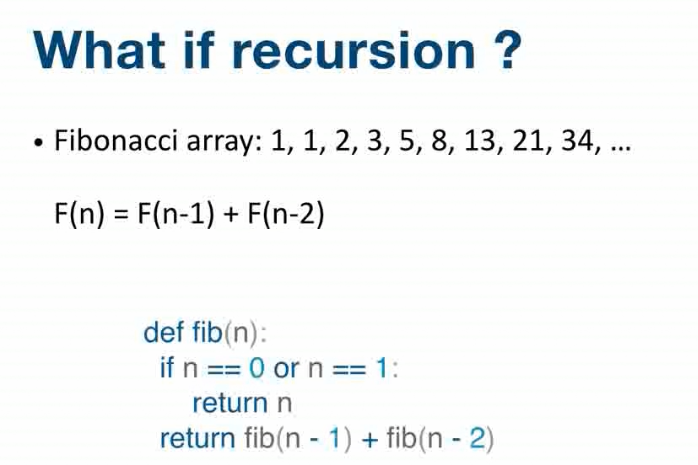 What if recursion ?
• Fibonacci array: 1, 1, 2, 3, 5, 8, 13, 21, 34, ...
F(n) = F(n-1) + F(n-2)
def fib(n):
if n == 0 or n == 1:
return n
return fib(n - 1) + fib(n - 2)